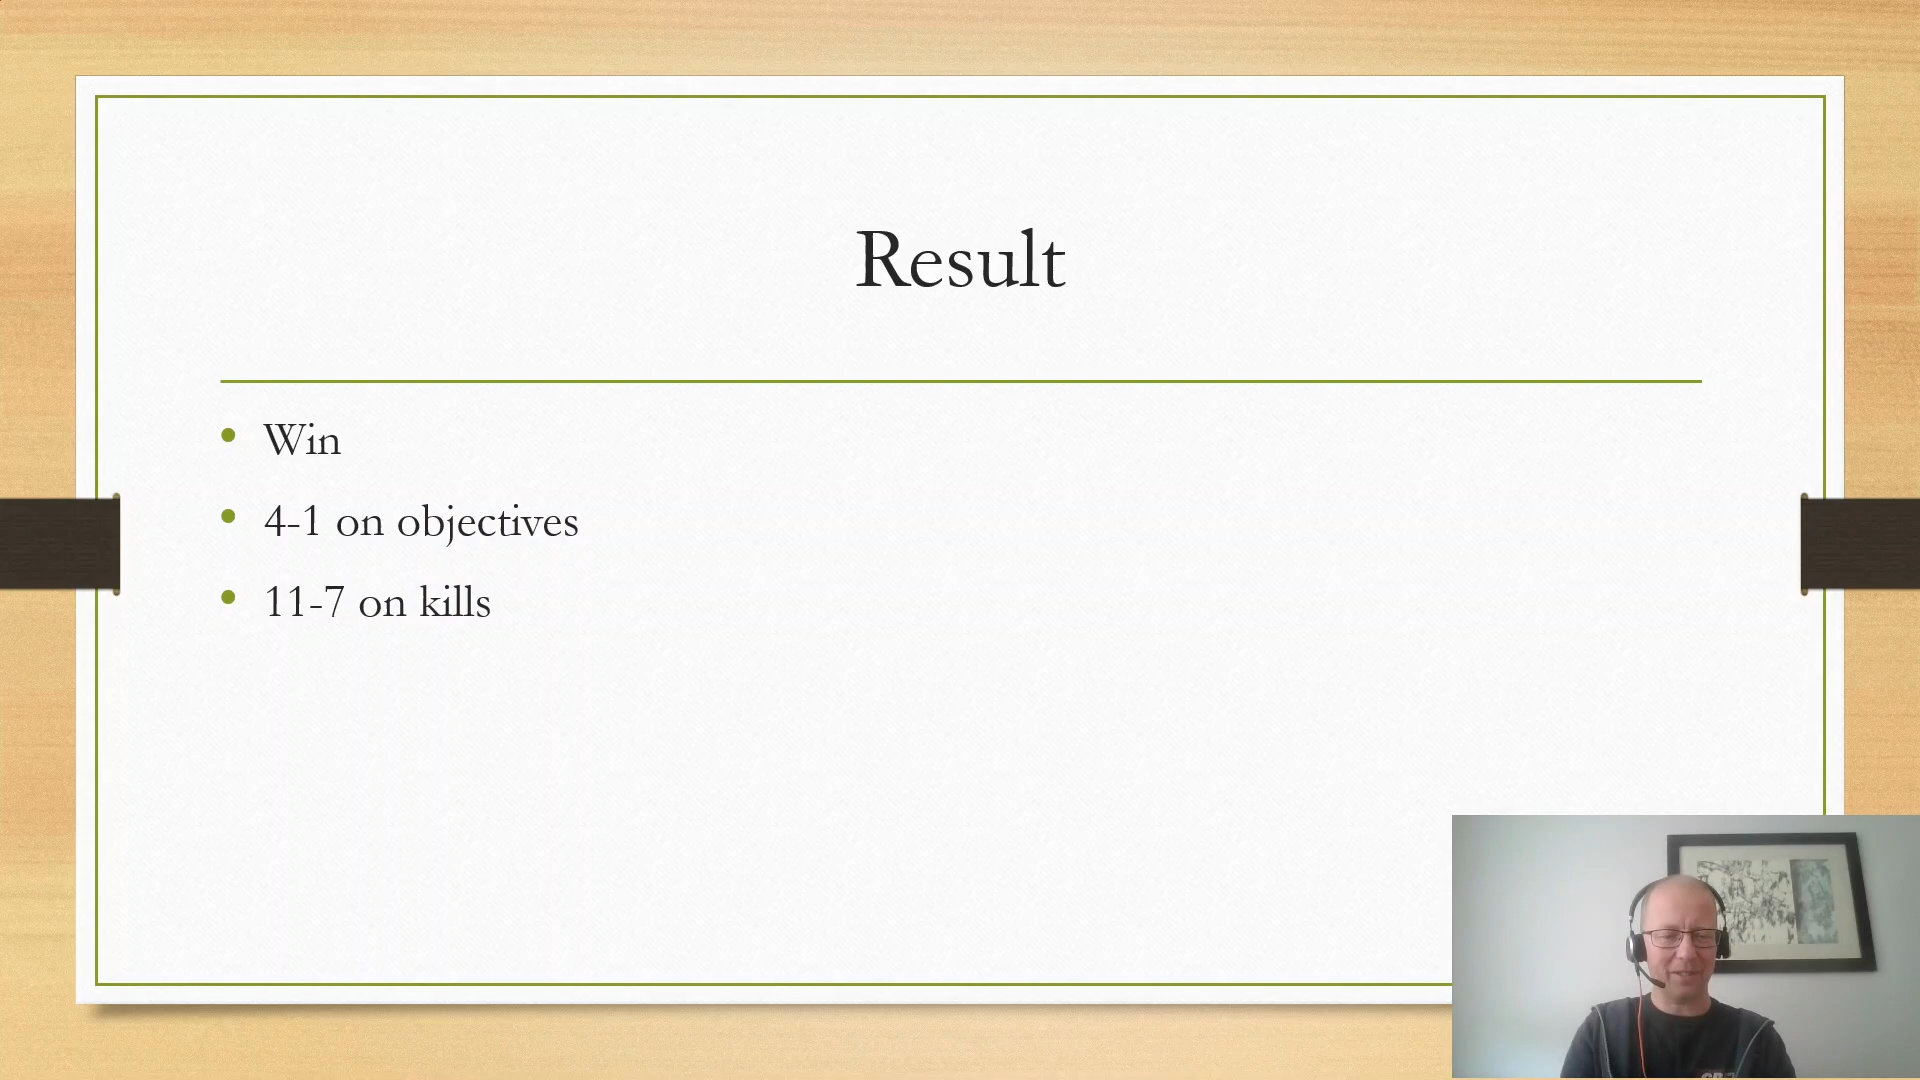 Result
Win
4-1 on objectives
11-7 on kills